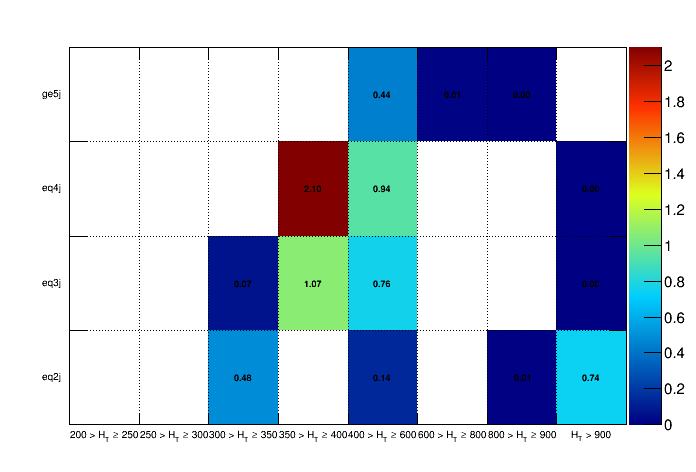 ge5j 0.44 0.01 0.00 2
eq4j 2.10 0.94 0.00 1.8
1.6
1.4
1.2
eq3j 0.07 1.07 0.76 0.00 1
0.8
0.6
eq2j 0.48 0.14 0.01 0.74 0.4
0.2
0
200 > H_T ≥ 250 250 > H_T ≥ 300 300 > H_T ≥ 350 350 > H_T ≥ 400 400 > H_T ≥ 600 600 > H_T ≥ 800 800 > H_T ≥ 900 H_T > 900